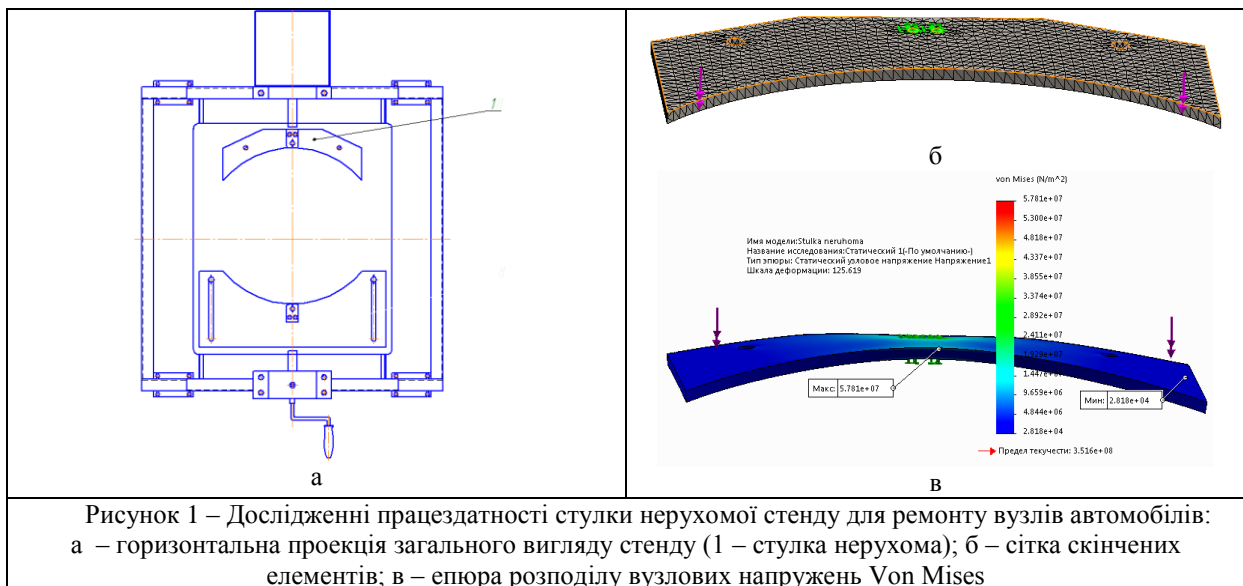 1
а
б
von Mises (N/m^2)
5.781e+07
5.300e+07
4.818e+07
4.337e+07
3.855e+07
3.374e+07
2.892e+07
2.411e+07
1.929e+07
1.447e+07
9.659e+06
4.844e+06
2.818e+04
Имя модели:Stulka neruhoma
Название исследования:Статический 1(-По умолчанию-)
Тип эпюры: Статический узловое напряжение Напряжение1
Шкала деформации: 125.619
Макс: 5.781e+07
Мин: 2.818e+04
Предел текучести: 3.516e+08
в
Рисунок 1 – Дослідженні працездатності стулки нерухомої стенду для ремонту вузлів автомобілів:
а – горизонтальна проекція загального вигляду стенду (1 – стулка нерухома); б – сітка скінчених
елементів; в – епюра розподілу вузлових напружень Von Mises